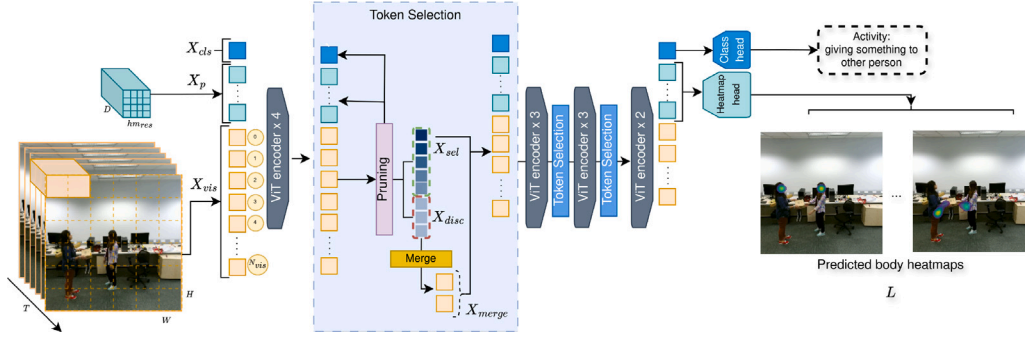 Token Selection
X_cls
X_p
D
hm_res
X_vis
0
1
2
3
4
N_vis
T
W
H
ViT encoder x 4
Pruning
X_sel
X_disc
Merge
X_merge
ViT encoder x 3
Token Selection
ViT encoder x 3
Token Selection
ViT encoder x 2
Class
head
Heatmap
head
Activity:
giving something to
other person
...
Predicted body heatmaps
L